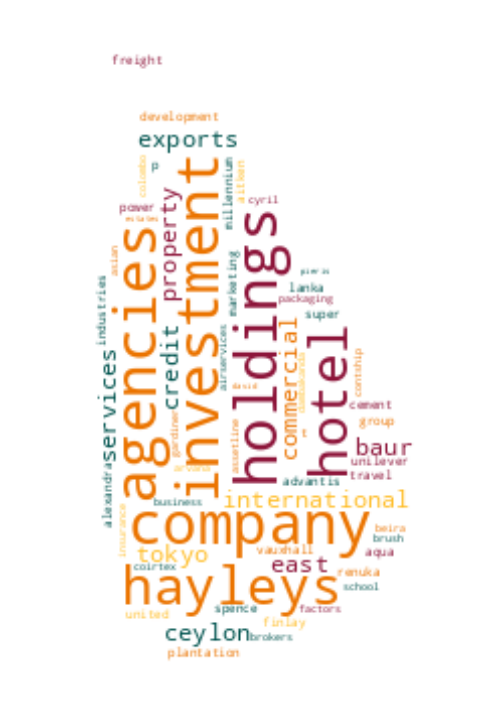 freight
development
exports
colombo
p
millennium
aitken
cyril
power
estates
property
investment
agencies
asian
holdings
marketing
industries
pieris
lanka
packaging
super
hotel
commercial
credit
airservices
services
contship
dambakanda
david
cement
group
gardiner
assetline
baur
unilever
travel
alexandra
advantis
business
international
insurance
company
beira
brush
tokyo
vauxhall
aqua
east
coirtex
renuka
hayleys
school
united
spence
factors
finlay
ceylon
brokers
plantation